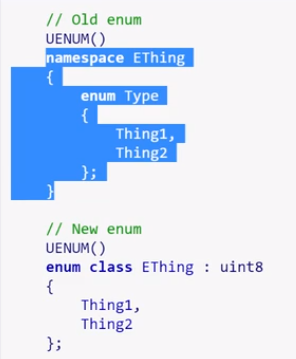 // Old enum
UENUM()
namespace EThing
{
    enum Type
    {
        Thing1,
        Thing2
    };
}
// New enum
UENUM()
enum class EThing : uint8
{
    Thing1,
    Thing2
};